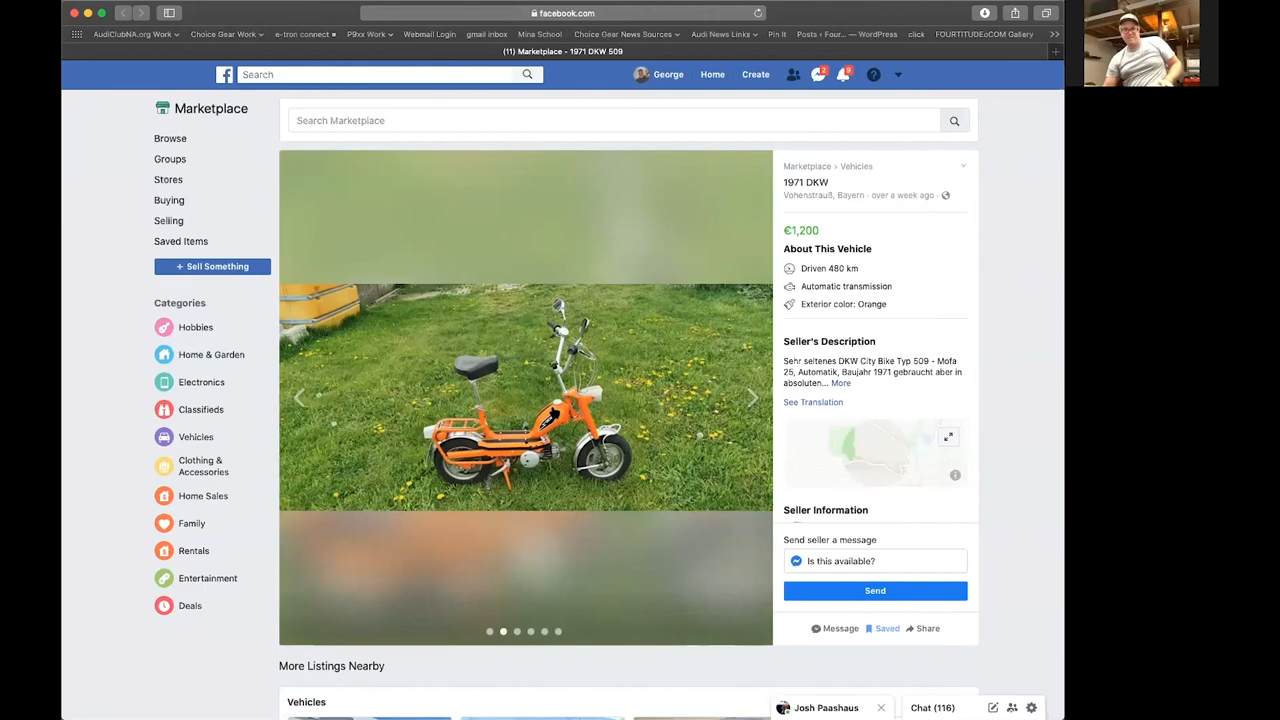 facebook.com
AudiClubNA.org Work Choice Gear Work e-tron connect P9xx Work Webmail Login gmail inbox Mina School Choice Gear News Sources Audi News Links Pin It Posts ‹ Four... — WordPress click FOURTITUDEoCOM Gallery
(11) Marketplace - 1971 DKW 509
Search
George Home Create 2 9
Marketplace
Browse
Groups
Stores
Buying
Selling
Saved Items
+ Sell Something
Categories
Hobbies
Home & Garden
Electronics
Classifieds
Vehicles
Clothing &
Accessories
Home Sales
Family
Rentals
Entertainment
Deals
Search Marketplace
Marketplace › Vehicles
1971 DKW
Vohenstrauß, Bayern · over a week ago ·
€1,200
About This Vehicle
Driven 480 km
Automatic transmission
Exterior color: Orange
Seller's Description
Sehr seltenes DKW City Bike Typ 509 - Mofa
25, Automatik, Baujahr 1971 gebraucht aber in
absoluten... More
See Translation
Seller Information
Send seller a message
Is this available?
Send
Message Saved Share
More Listings Nearby
Vehicles
Josh Paashaus
Chat (116)